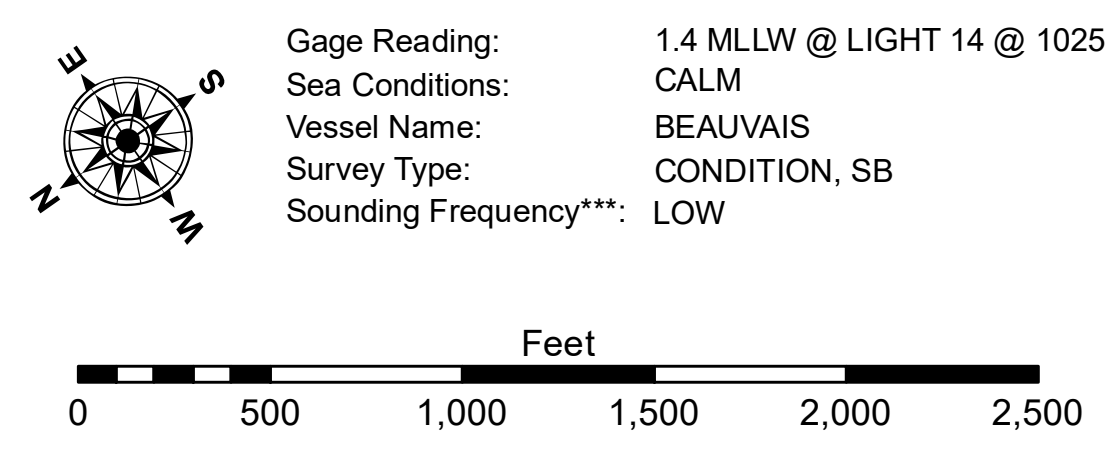 E
S
N
W
Gage Reading: 1.4 MLLW @ LIGHT 14 @ 1025
Sea Conditions: CALM
Vessel Name: BEAUVAIS
Survey Type: CONDITION, SB
Sounding Frequency***: LOW
Feet
0 500 1,000 1,500 2,000 2,500